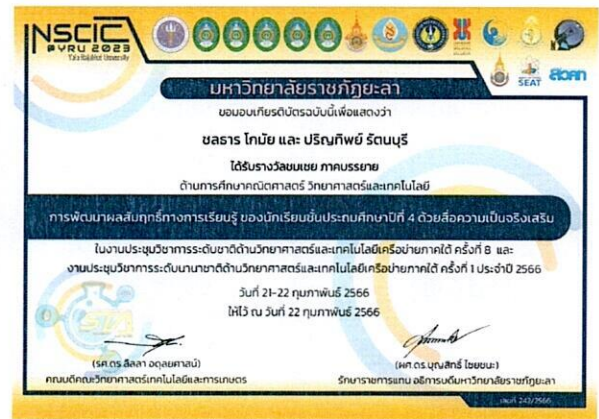 NSCIC
@YRU 2023
Yala Rajabhat University
SEAT
สวคท
มหาวิทยาลัยราชภัฏยะลา
ขอมอบเกียรติบัตรฉบับนี้เพื่อแสดงว่า
ชลธาร โกมัย และ ปริญทิพย์ รัตนบุรี
ได้รับรางวัลชมเชย ภาคบรรยาย
ด้านการศึกษาคณิตศาสตร์ วิทยาศาสตร์และเทคโนโลยี
การพัฒนาผลสัมฤทธิ์ทางการเรียนรู้ ของนักเรียนชั้นประถมศึกษาปีที่ 4 ด้วยสื่อความเป็นจริงเสริม
ในงานประชุมวิชาการระดับชาติด้านวิทยาศาสตร์และเทคโนโลยีเครือข่ายภาคใต้ ครั้งที่ 8 และ
งานประชุมวิชาการระดับนานาชาติด้านวิทยาศาสตร์และเทคโนโลยีเครือข่ายภาคใต้ ครั้งที่ 1 ประจำปี 2566
วันที่ 21-22 กุมภาพันธ์ 2566
ให้ไว้ ณ วันที่ 22 กุมภาพันธ์ 2566
(รศ.ดร.ลิลลา อดุลยศาสน์)
คณบดีคณะวิทยาศาสตร์เทคโนโลยีและการเกษตร
(ผศ.ดร.บุญสิทธิ์ ไชยชนะ)
รักษาราชการแทน อธิการบดีมหาวิทยาลัยราชภัฏยะลา
เลขที่ 242/2566